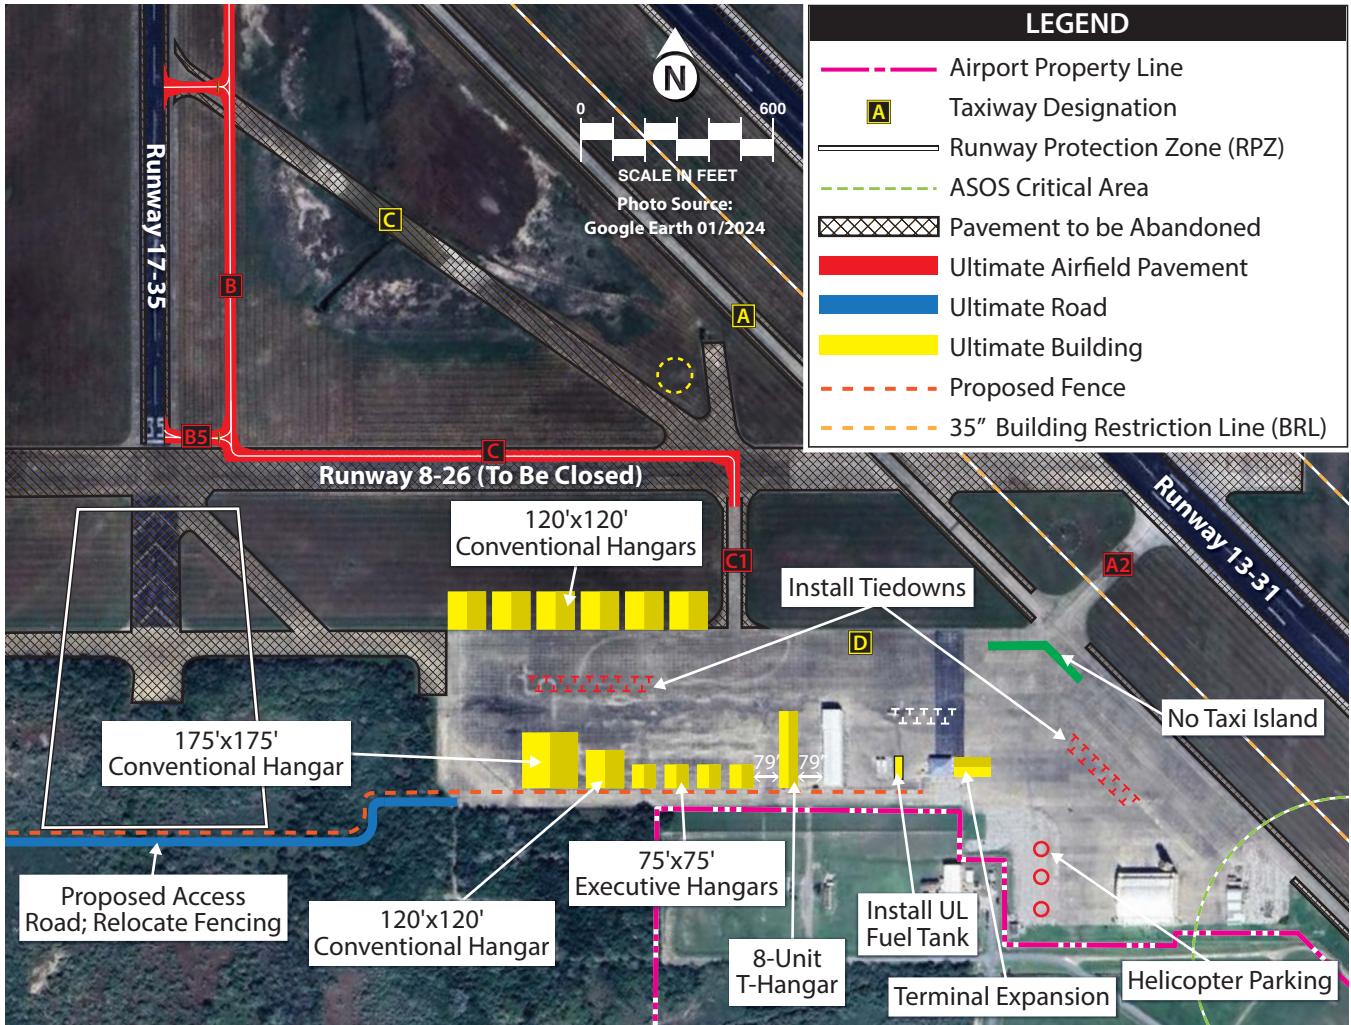 LEGEND
Airport Property Line
A
Taxiway Designation
Runway Protection Zone (RPZ)
ASOS Critical Area
Pavement to be Abandoned
Ultimate Airfield Pavement
Ultimate Road
Ultimate Building
Proposed Fence
35” Building Restriction Line (BRL)
N
0
600
SCALE IN FEET
Photo Source:
Google Earth 01/2024
Runway 17-35
C
B
A
35
B5
C
Runway 8-26 (To Be Closed)
Runway 13-31
120'x120'
Conventional Hangars
C1
A2
Install Tiedowns
D
No Taxi Island
175'x175'
Conventional Hangar
79'
79'
Proposed Access
Road; Relocate Fencing
120'x120'
Conventional Hangar
75'x75'
Executive Hangars
8-Unit
T-Hangar
Install UL
Fuel Tank
Terminal Expansion
Helicopter Parking